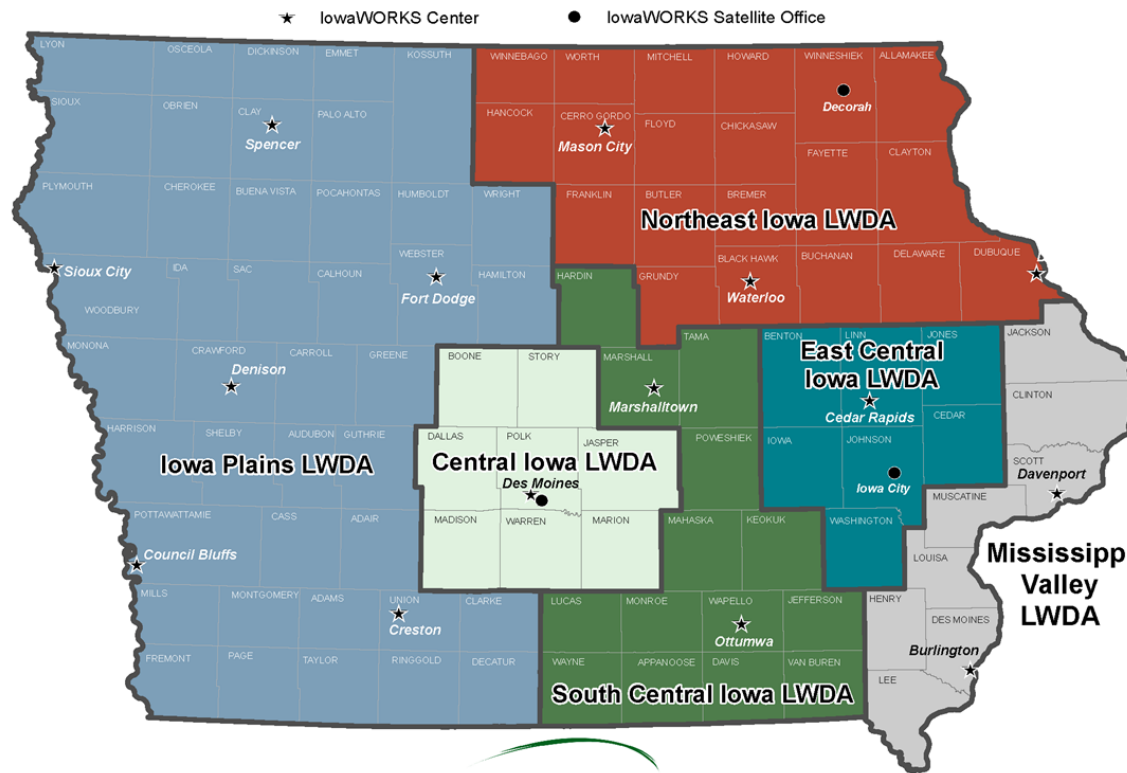 IowaWORKS Center
IowaWORKS Satellite Office
LYON
OSCEOLA
DICKINSON
EMMET
KOSSUTH
WINNEBAGO
WORTH
MITCHELL
HOWARD
WINNESHIEK
ALLAMAKEE
SIOUX
OBRIEN
CLAY
PALO ALTO
HANCOCK
CERRO GORDO
FLOYD
CHICKASAW
Decorah
Spencer
Mason City
FAYETTE
CLAYTON
PLYMOUTH
CHEROKEE
BUENA VISTA
POCAHONTAS
HUMBOLDT
WRIGHT
FRANKLIN
BUTLER
BREMER
Northeast Iowa LWDA
Sioux City
IDA
SAC
CALHOUN
WEBSTER
HAMILTON
HARDIN
GRUNDY
BLACK HAWK
BUCHANAN
DELAWARE
DUBUQUE
Fort Dodge
Waterloo
WOODBURY
MONONA
CRAWFORD
CARROLL
GREENE
BOONE
STORY
MARSHALL
TAMA
BENTON
LINN
JONES
JACKSON
Denison
Marshalltown
East Central
Iowa LWDA
Cedar Rapids
CLINTON
CEDAR
HARRISON
SHELBY
AUDUBON
GUTHRIE
DALLAS
POLK
JASPER
POWESHIEK
IOWA
JOHNSON
SCOTT
Iowa Plains LWDA
Central Iowa LWDA
Des Moines
Iowa City
Davenport
POTTAWATTAMIE
CASS
ADAIR
MADISON
WARREN
MARION
MAHASKA
KEOKUK
WASHINGTON
MUSCATINE
LOUISA
Council Bluffs
Mississipp
Valley
LWDA
MILLS
MONTGOMERY
ADAMS
UNION
CLARKE
LUCAS
MONROE
WAPELLO
JEFFERSON
HENRY
DES MOINES
Creston
Ottumwa
Burlington
FREMONT
PAGE
TAYLOR
RINGGOLD
DECATUR
WAYNE
APPANOOSE
DAVIS
VAN BUREN
LEE
South Central Iowa LWDA